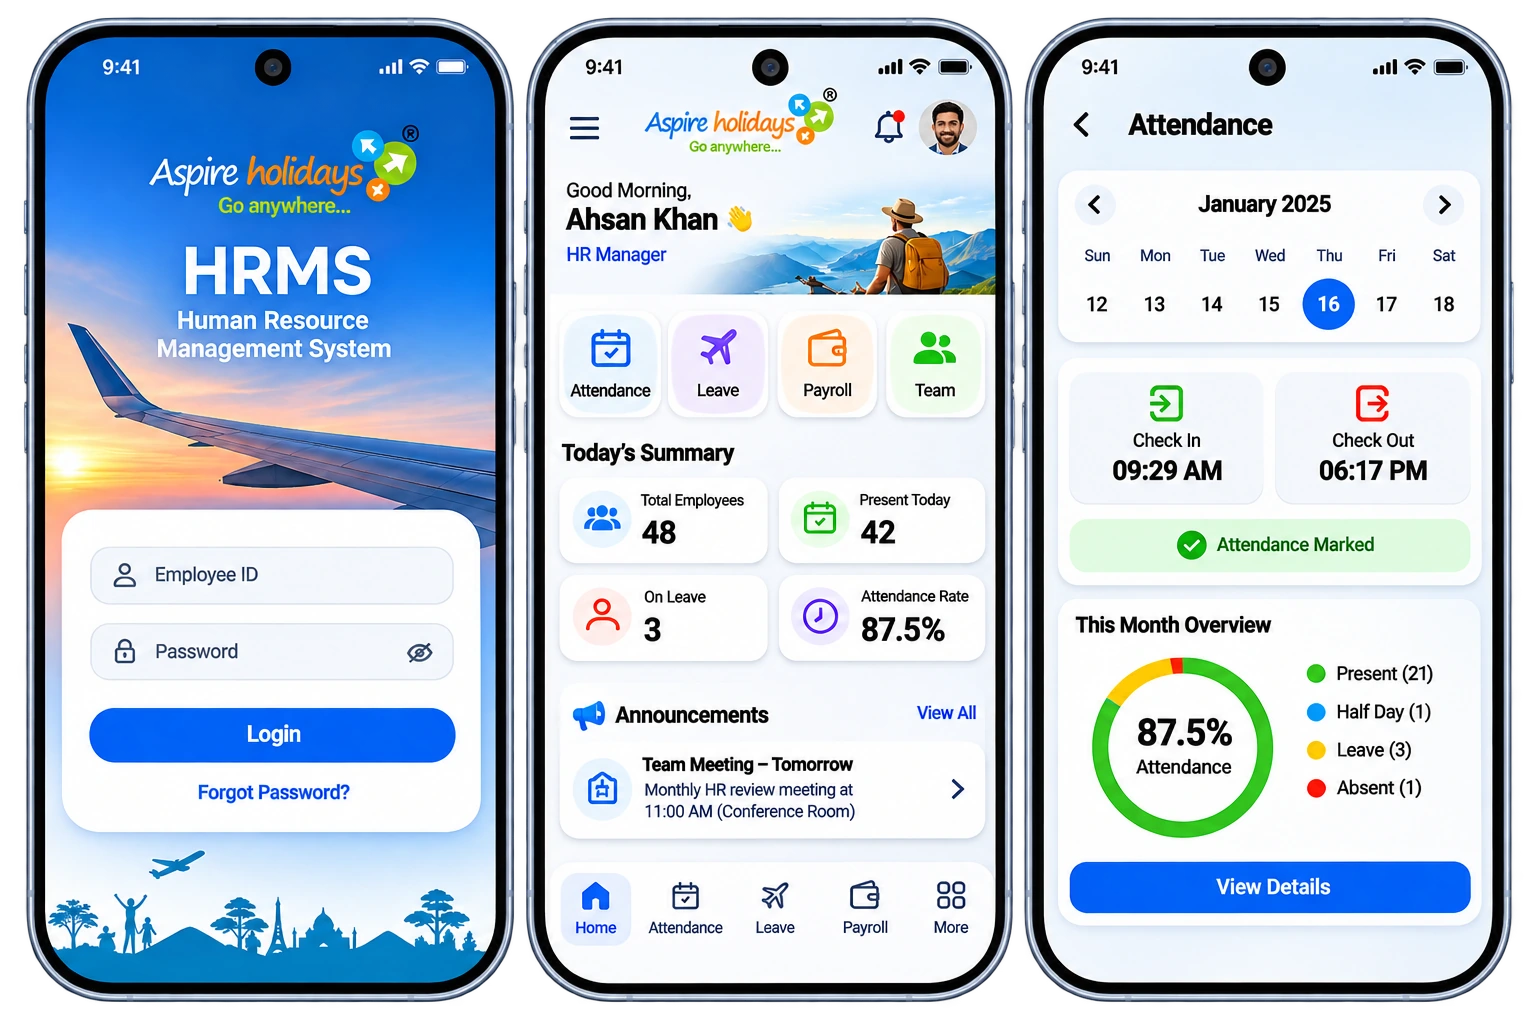 9:41
Aspire holidays ®
Go anywhere...
HRMS
Human Resource
Management System
Employee ID
Password
Login
Forgot Password?
9:41
Aspire holidays ®
Go anywhere...
Good Morning,
Ahsan Khan 👋
HR Manager
Attendance
Leave
Payroll
Team
Today's Summary
Total Employees
48
Present Today
42
On Leave
3
Attendance Rate
87.5%
Announcements
View All
Team Meeting – Tomorrow
Monthly HR review meeting at
11:00 AM (Conference Room)
Home
Attendance
Leave
Payroll
More
9:41
Attendance
January 2025
Sun Mon Tue Wed Thu Fri Sat
12 13 14 15 16 17 18
Check In
09:29 AM
Check Out
06:17 PM
Attendance Marked
This Month Overview
87.5%
Attendance
Present (21)
Half Day (1)
Leave (3)
Absent (1)
View Details